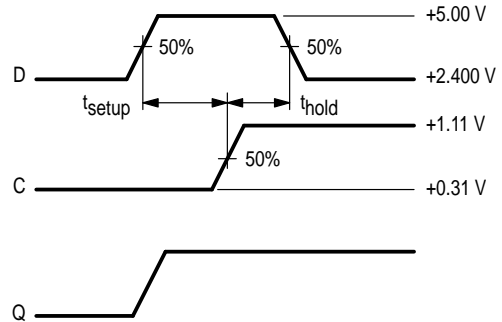 +5.00 V
50% 50%
D +2.400 V
tsetup thold
+1.11 V
50%
C +0.31 V
Q